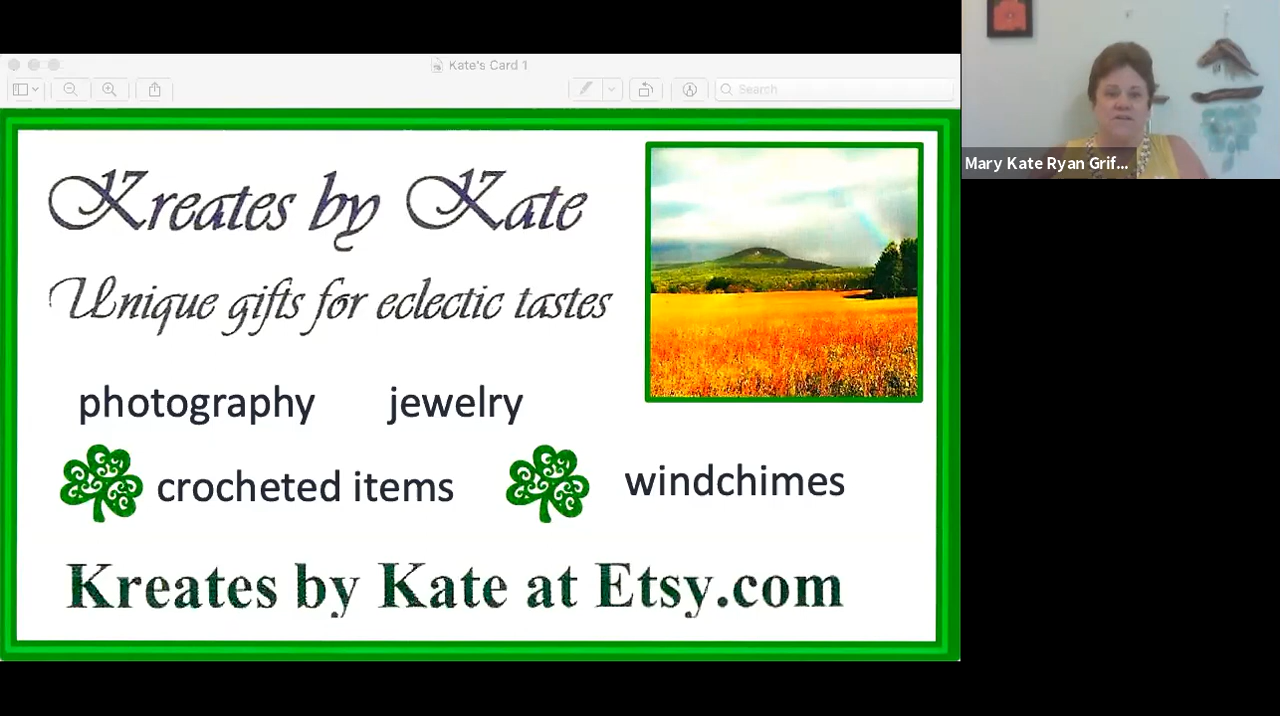 Kate's Card 1
Search
Mary Kate Ryan Grif...
Kreates by Kate
Unique gifts for eclectic tastes
photography jewelry
crocheted items windchimes
Kreates by Kate at Etsy.com